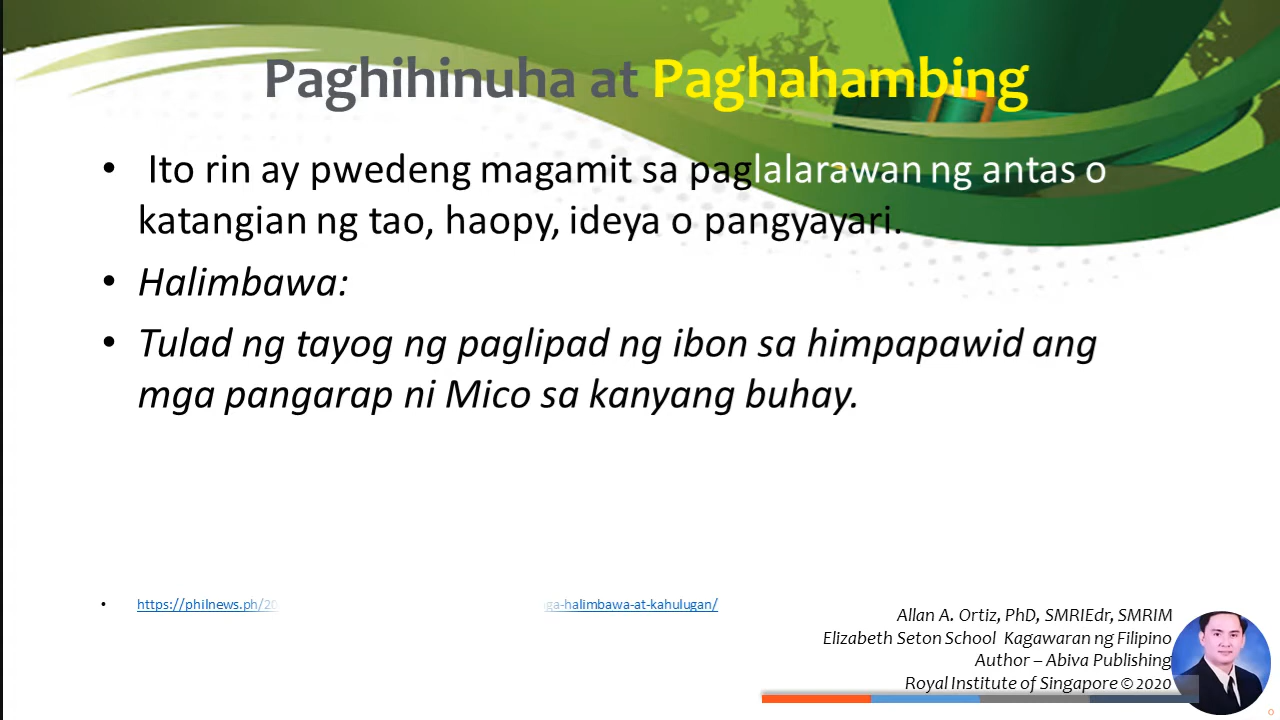 Paghihinuha at Paghahambing
• Ito rin ay pwedeng magamit sa paglalarawan ng antas o
katangian ng tao, haopy, ideya o pangyayari.
• Halimbawa:
• Tulad ng tayog ng paglipad ng ibon sa himpapawid ang
mga pangarap ni Mico sa kanyang buhay.
• https://philnews.ph/20 ga-halimbawa-at-kahulugan/
Allan A. Ortiz, PhD, SMRIEdr, SMRIM
Elizabeth Seton School Kagawaran ng Filipino
Author – Abiva Publishing
Royal Institute of Singapore © 2020